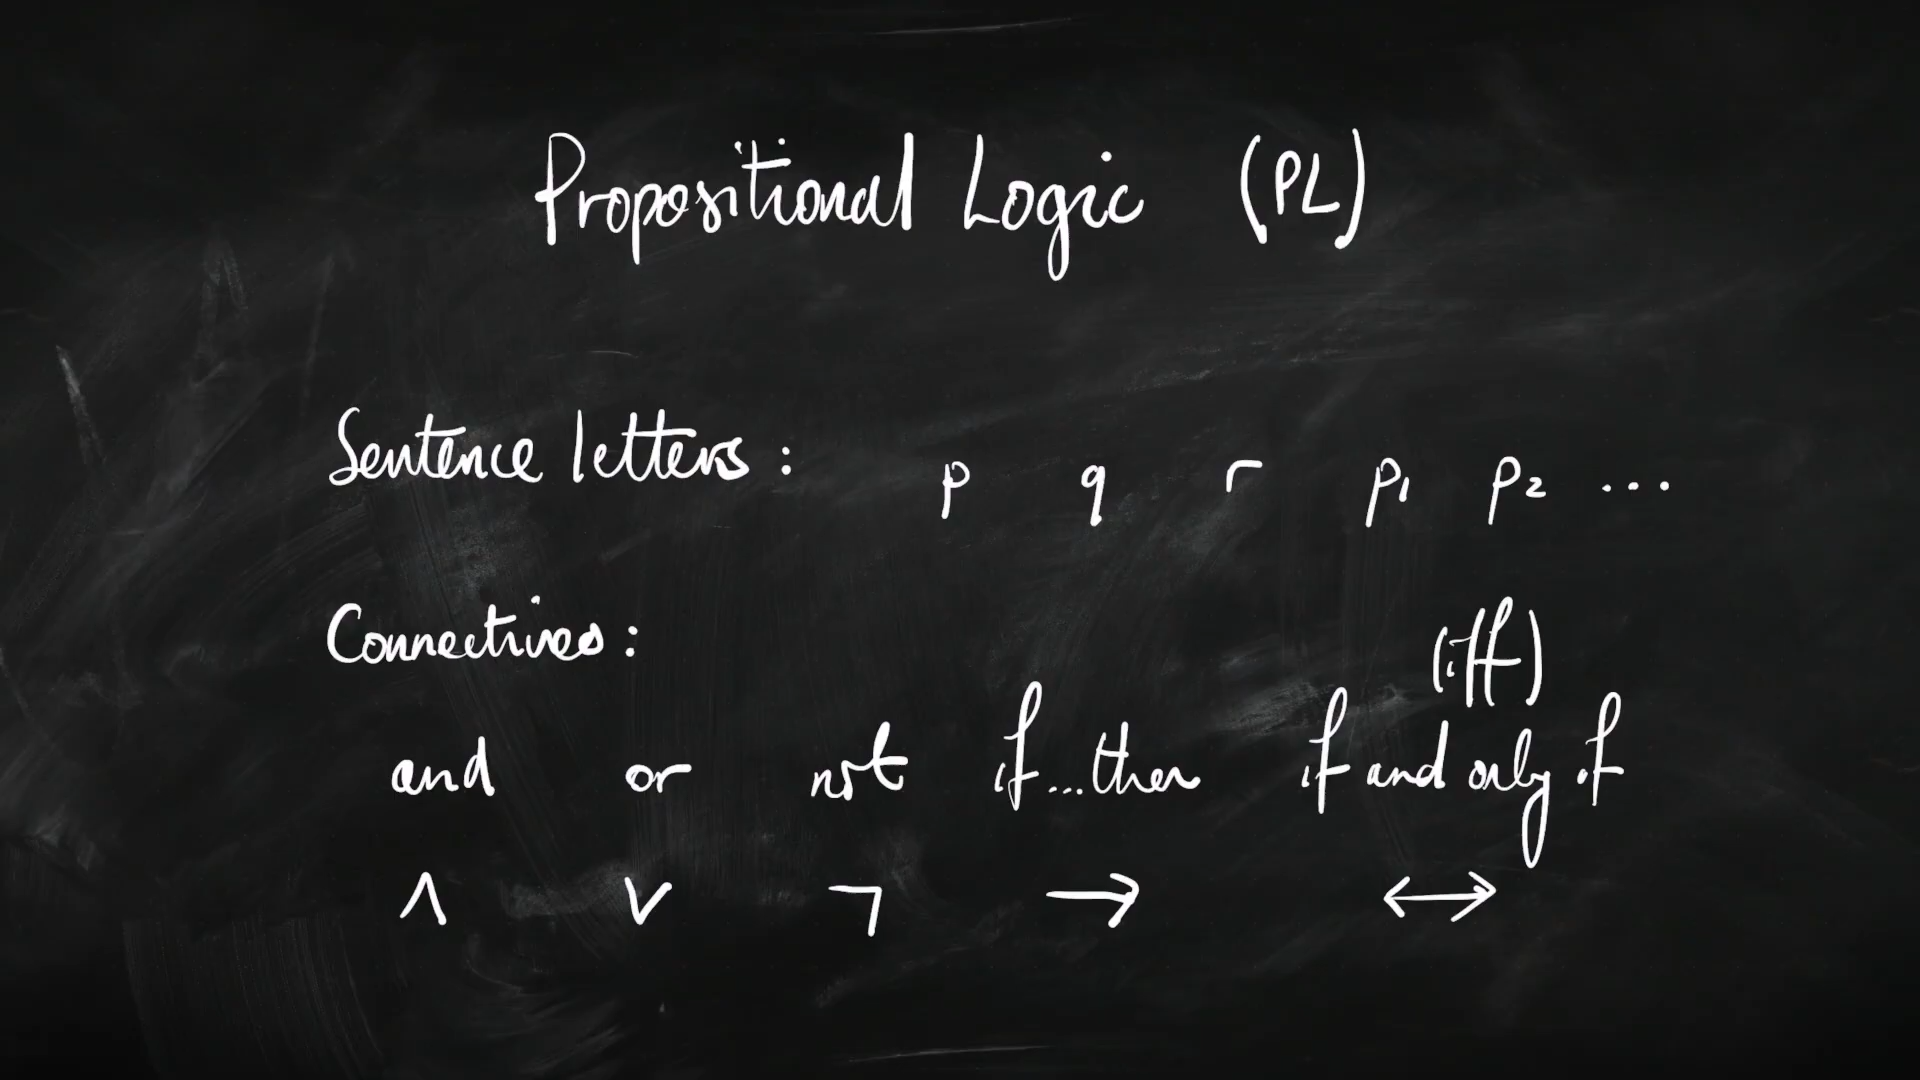 Propositional Logic (PL)
Sentence letters: p q r p₁ p₂ ...
Connectives:
(iff)
and or not if...then if and only if
∧ ∨ ¬ → ↔